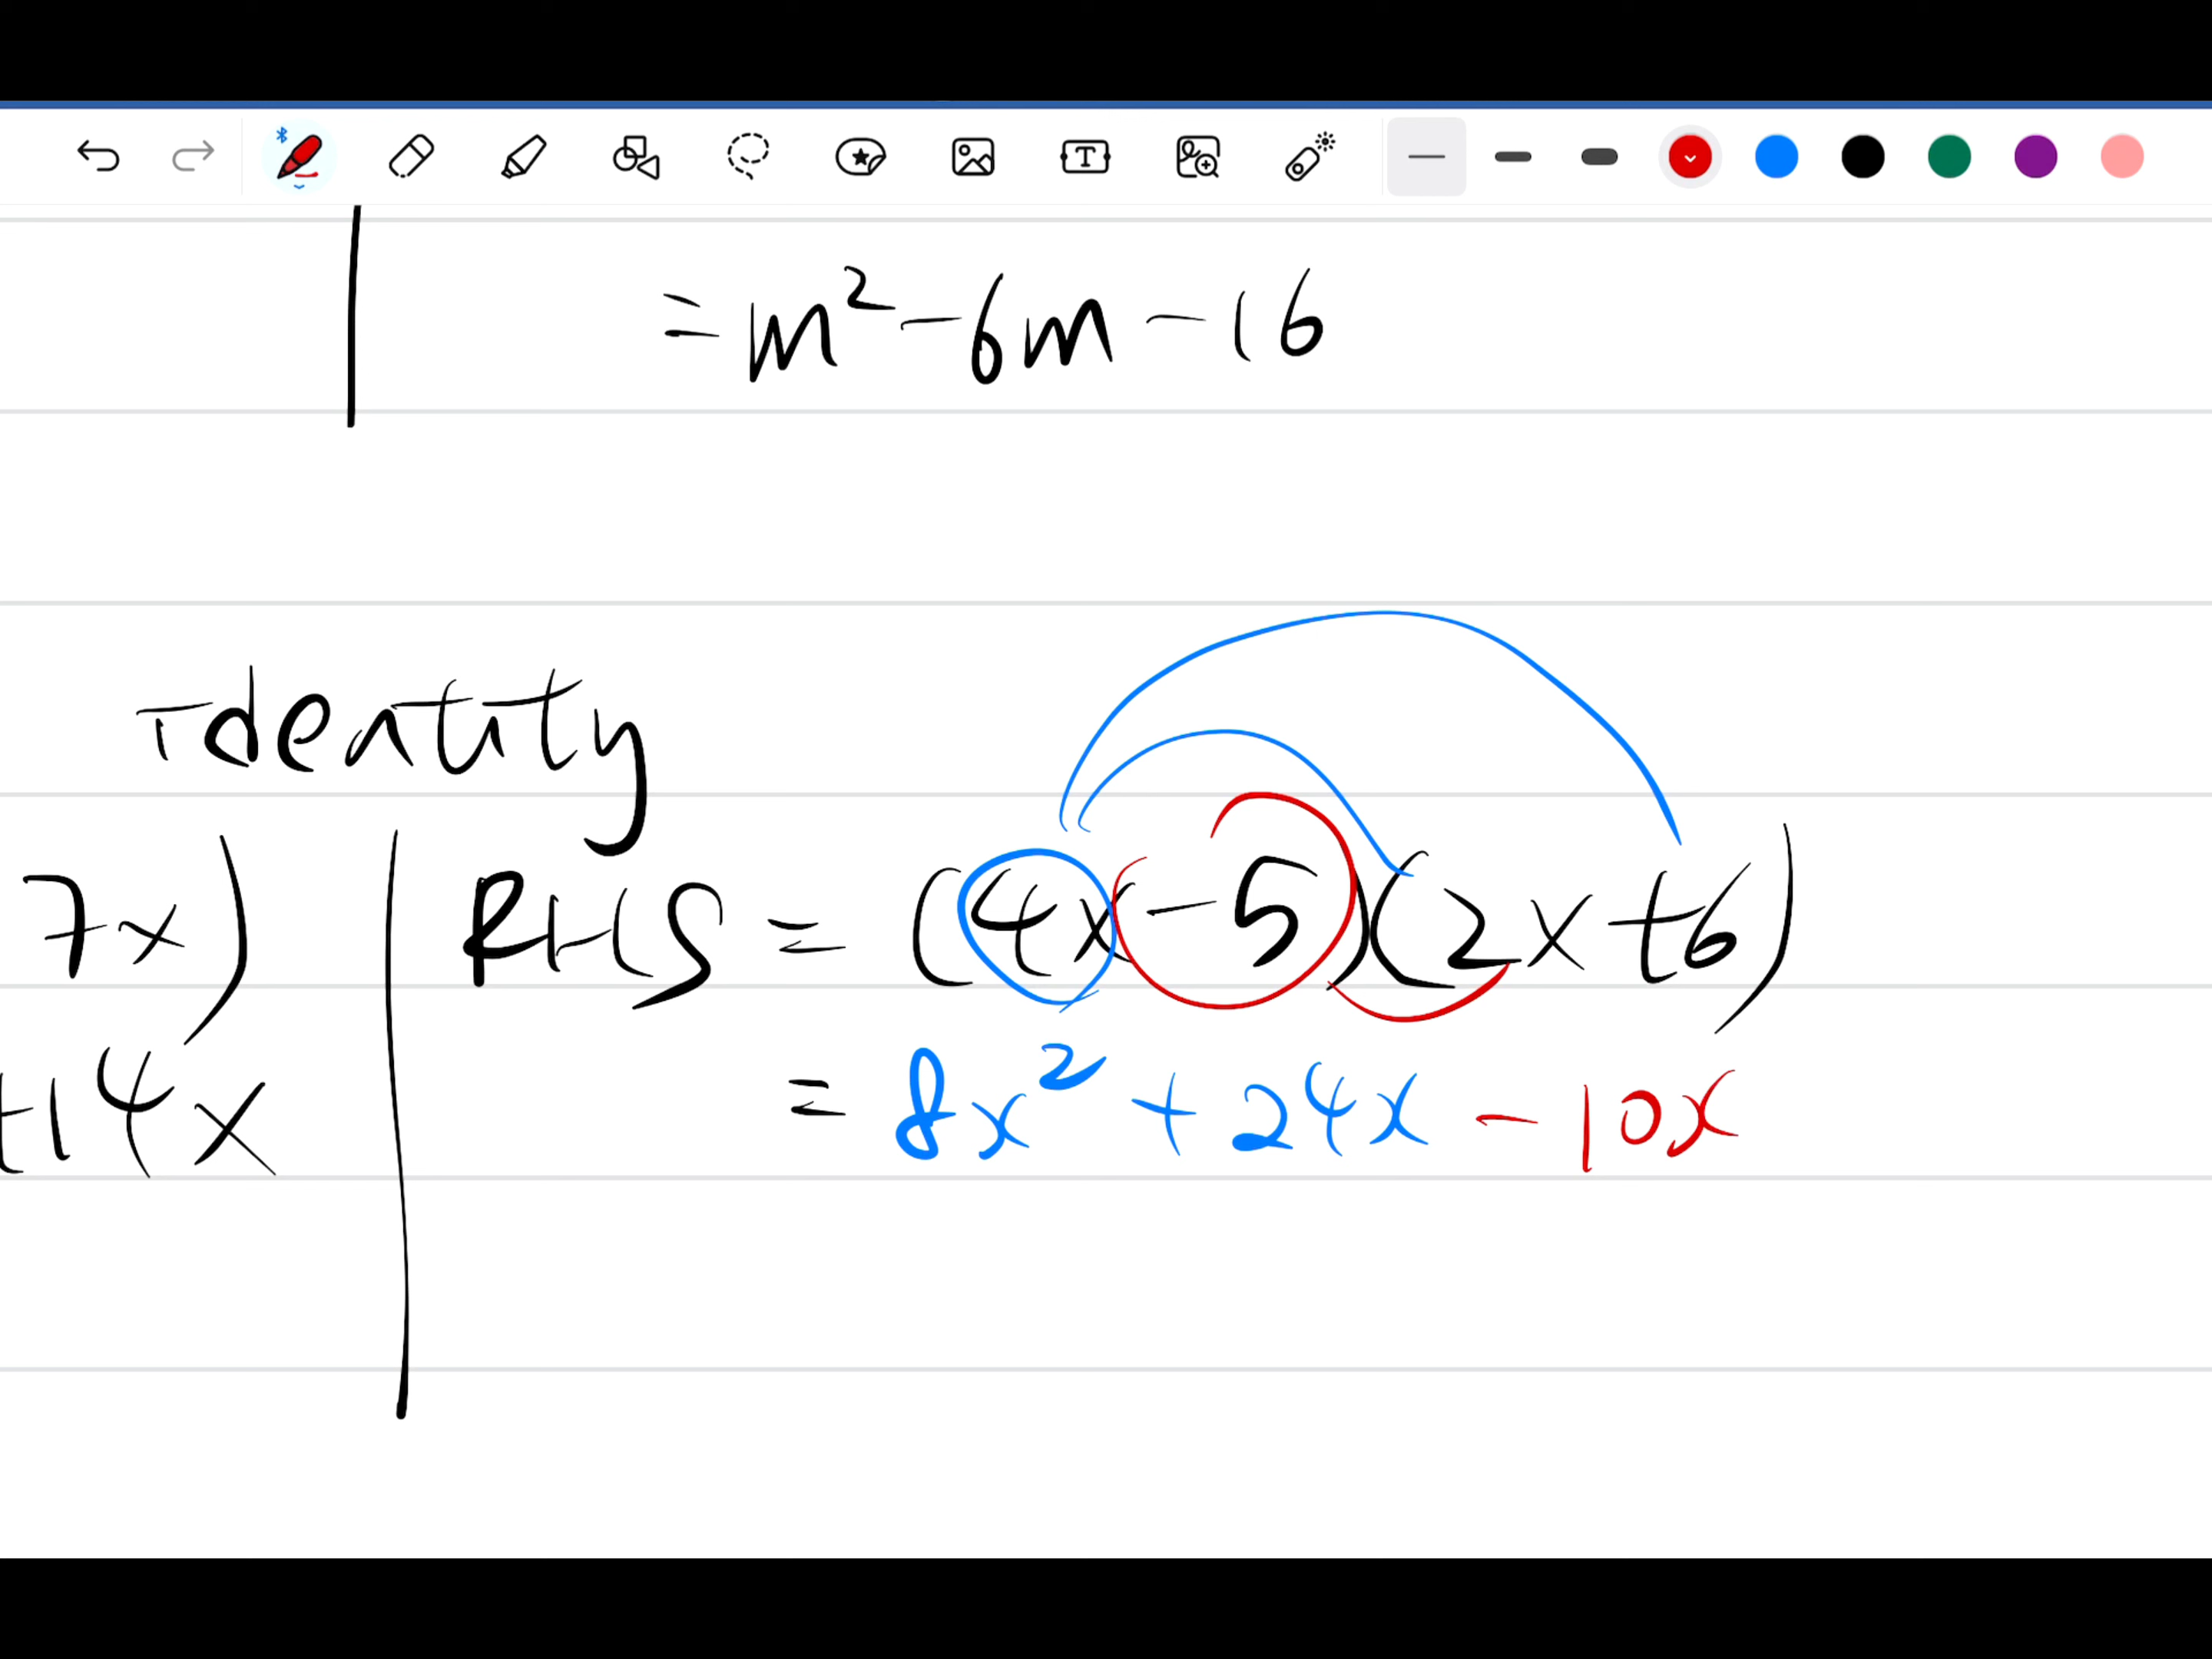 = m² - 6m - 16
Identity
7x) | RHS = (4x - 5)(2x + 6)
+14x | = 8x² + 24x - 10x